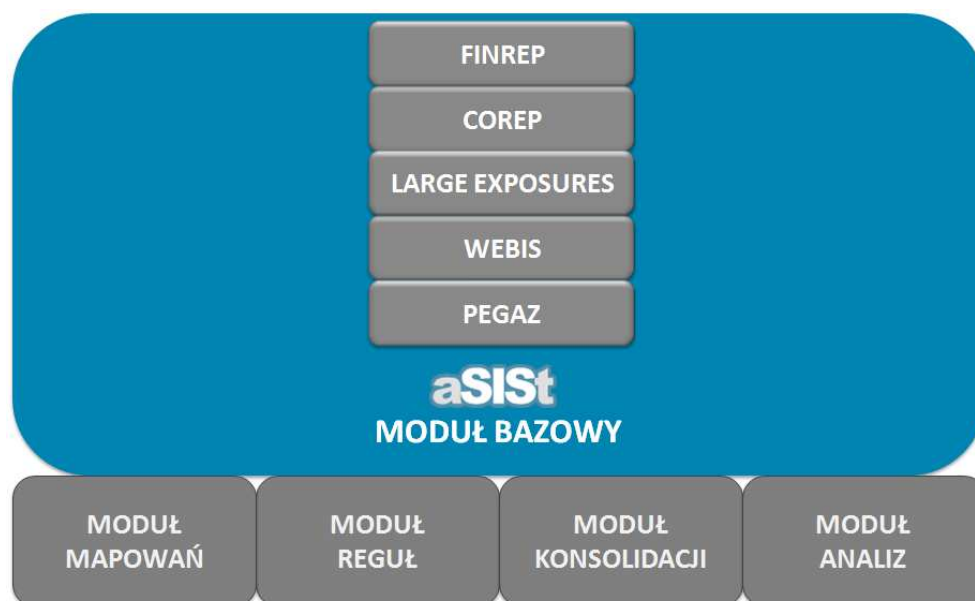 FINREP
COREP
LARGE EXPOSURES
WEBIS
PEGAZ
aSISt
MODUŁ BAZOWY
MODUŁ
MAPOWAŃ
MODUŁ
REGUŁ
MODUŁ
KONSOLIDACJI
MODUŁ
ANALIZ